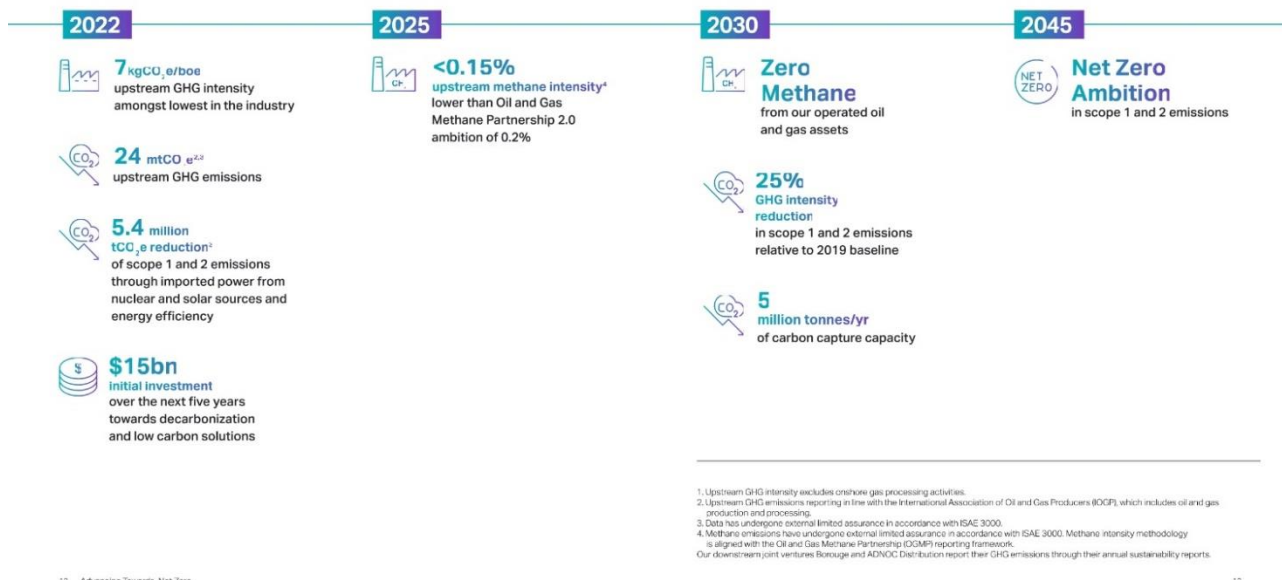 2022
7 kgCO₂e/boe
upstream GHG intensity
amongst lowest in the industry
CO₂
24 mtCO e²,³
upstream GHG emissions
CO₂
5.4 million
tCO₂e reduction²
of scope 1 and 2 emissions
through imported power from
nuclear and solar sources and
energy efficiency
$
$15bn
initial investment
over the next five years
towards decarbonization
and low carbon solutions
2025
CH
<0.15%
upstream methane intensity⁴
lower than Oil and Gas
Methane Partnership 2.0
ambition of 0.2%
2030
CH
Zero
Methane
from our operated oil
and gas assets
CO₂
25%
GHG intensity
reduction
in scope 1 and 2 emissions
relative to 2019 baseline
CO₂
5
million tonnes/yr
of carbon capture capacity
2045
NET
ZERO
Net Zero
Ambition
in scope 1 and 2 emissions
1. Upstream GHG intensity excludes onshore gas processing activities.
2. Upstream GHG emissions reporting in line with the International Association of Oil and Gas Producers (IOGP), which includes oil and gas
production and processing.
3. Data has undergone external limited assurance in accordance with ISAE 3000.
4. Methane emissions have undergone external limited assurance in accordance with ISAE 3000. Methane intensity methodology
is aligned with the Oil and Gas Methane Partnership (OGMP) reporting framework.
Our downstream joint ventures Borouge and ADNOC Distribution report their GHG emissions through their annual sustainability reports.
Advancing Towards Net Zero